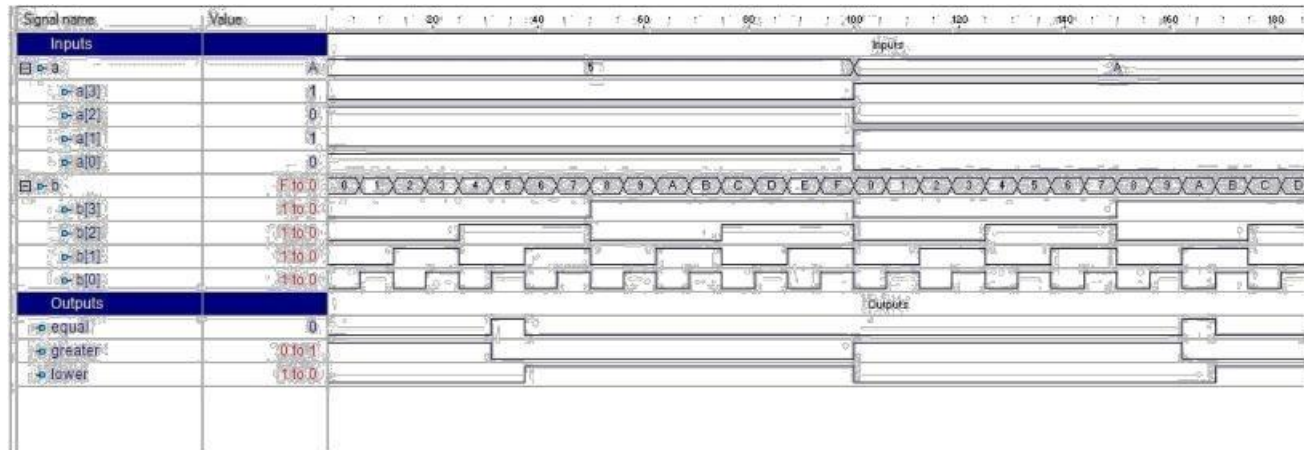 Signal name Value 20 40 60 80 100 120 140 160 180
Inputs Inputs
a A 5 A
a[3] 1
a[2] 0
a[1] 1
a[0] 0
b F to 0 0 1 2 3 4 5 6 7 8 9 A B C D E F 0 1 2 3 4 5 6 7 8 9 A B C D
b[3] 1 to 0
b[2] 1 to 0
b[1] 1 to 0
b[0] 1 to 0
Outputs Outputs
equal 0
greater 0 to 1
lower 1 to 0